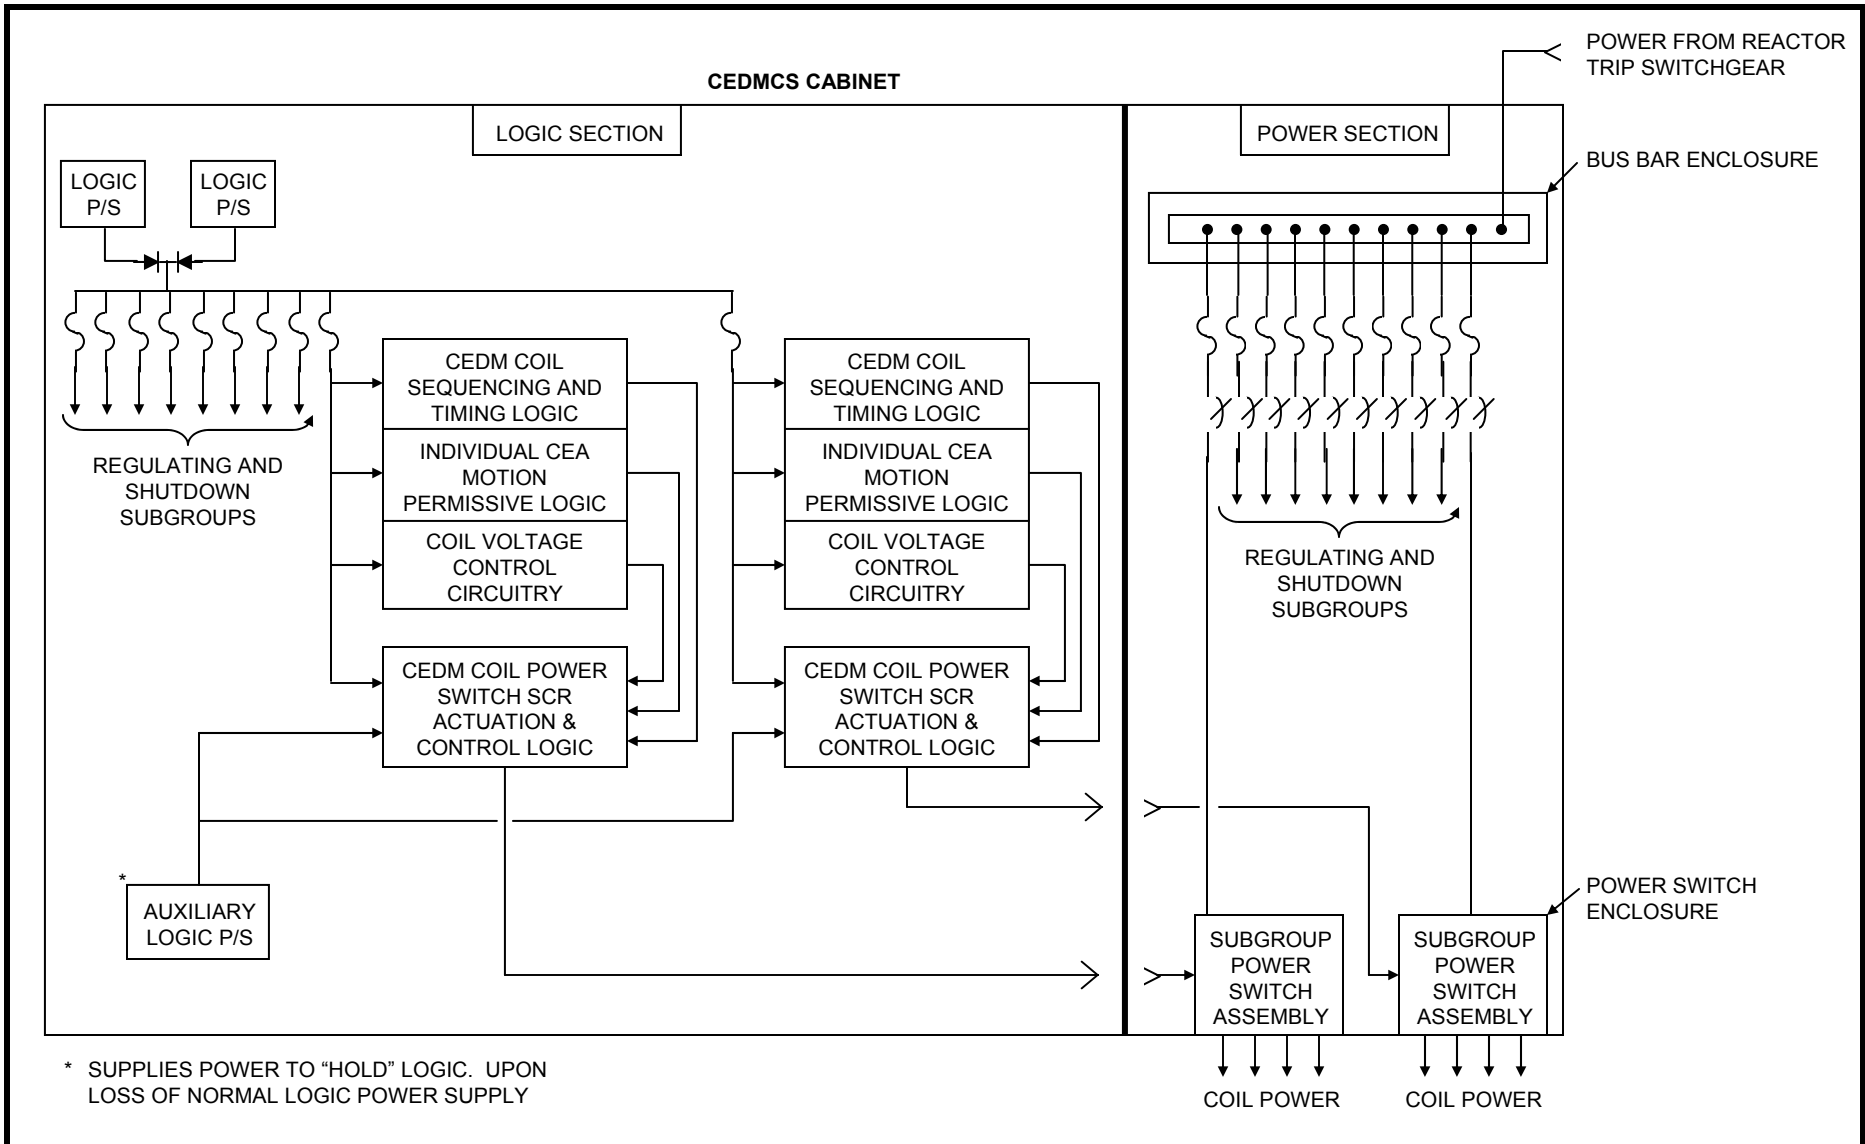 POWER FROM REACTOR
TRIP SWITCHGEAR
CEDMCS CABINET
LOGIC SECTION
POWER SECTION
BUS BAR ENCLOSURE
LOGIC
P/S
LOGIC
P/S
CEDM COIL
SEQUENCING AND
TIMING LOGIC
INDIVIDUAL CEA
MOTION
PERMISSIVE LOGIC
COIL VOLTAGE
CONTROL
CIRCUITRY
CEDM COIL POWER
SWITCH SCR
ACTUATION &
CONTROL LOGIC
CEDM COIL
SEQUENCING AND
TIMING LOGIC
INDIVIDUAL CEA
MOTION
PERMISSIVE LOGIC
COIL VOLTAGE
CONTROL
CIRCUITRY
CEDM COIL POWER
SWITCH SCR
ACTUATION &
CONTROL LOGIC
REGULATING AND
SHUTDOWN
SUBGROUPS
REGULATING AND
SHUTDOWN
SUBGROUPS
*
AUXILIARY
LOGIC P/S
POWER SWITCH
ENCLOSURE
SUBGROUP
POWER
SWITCH
ASSEMBLY
SUBGROUP
POWER
SWITCH
ASSEMBLY
* SUPPLIES POWER TO “HOLD” LOGIC. UPON
LOSS OF NORMAL LOGIC POWER SUPPLY
COIL POWER
COIL POWER